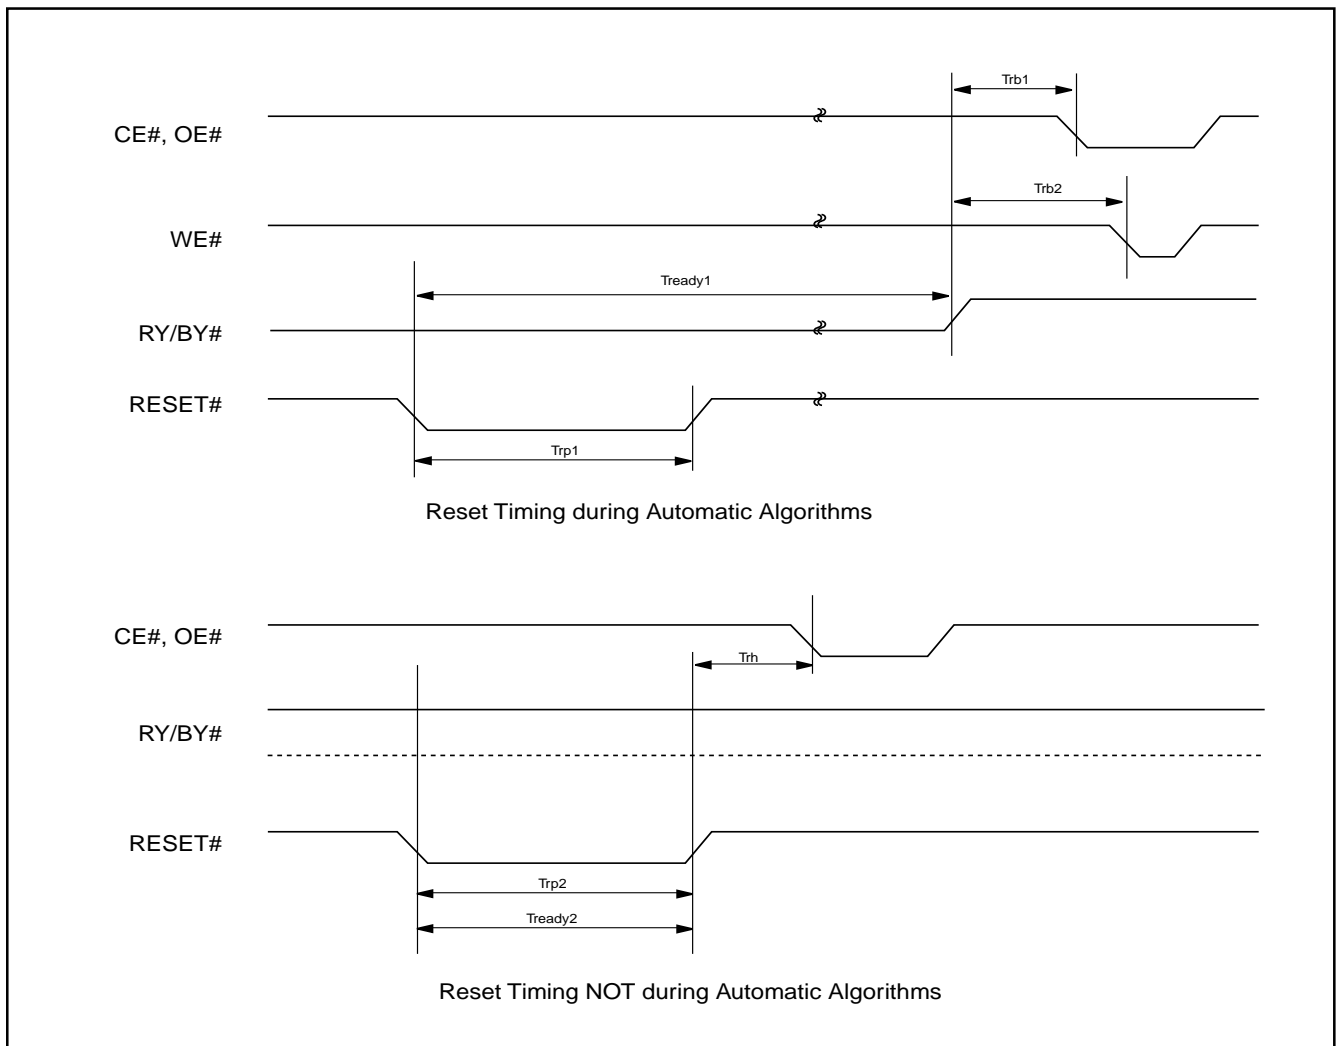 Trb1
CE#, OE#
Trb2
WE#
Tready1
RY/BY#
RESET#
Trp1
Reset Timing during Automatic Algorithms
CE#, OE#
Trh
RY/BY#
RESET#
Trp2
Tready2
Reset Timing NOT during Automatic Algorithms